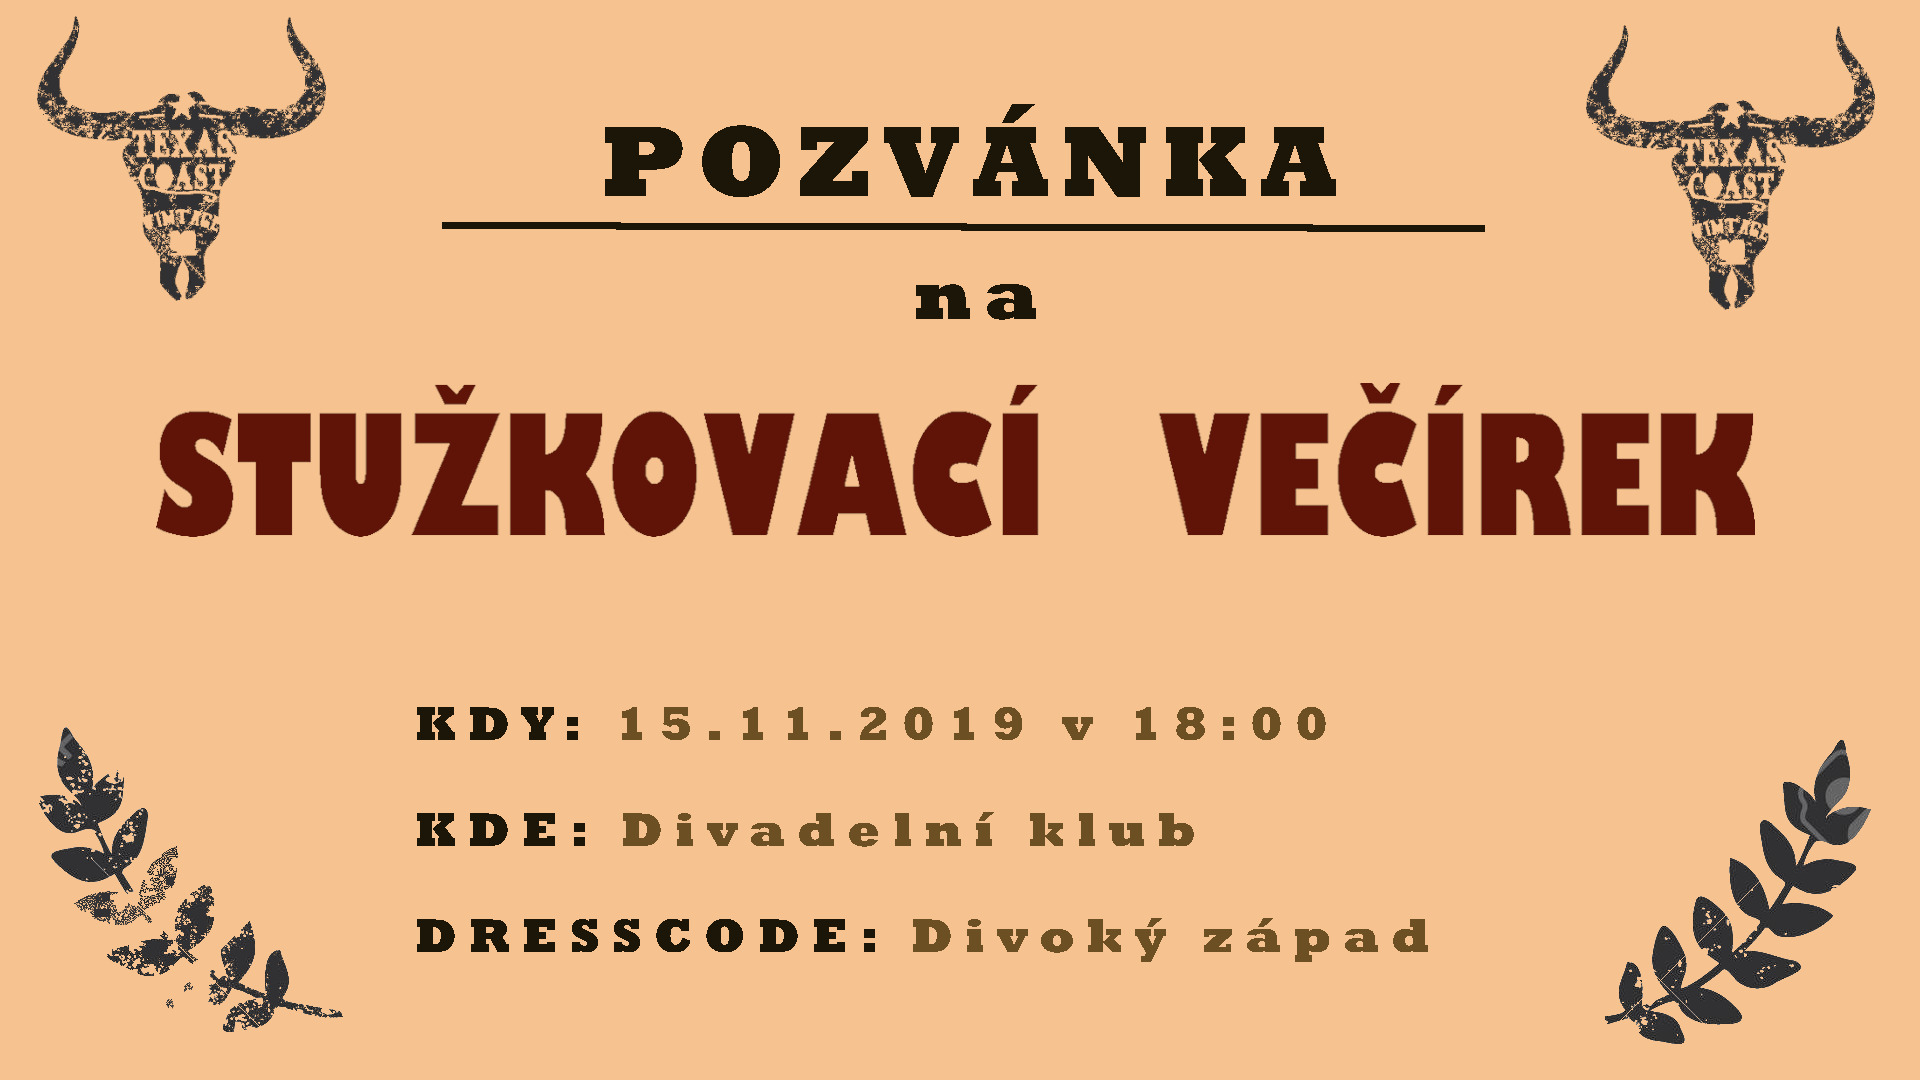 TEXAS
COAST
VINTAGE
TEXAS
COAST
VINTAGE
POZVÁNKA
na
STUŽKOVACÍ VEČÍREK
KDY: 15.11.2019 v 18:00
KDE: Divadelní klub
DRESSCODE: Divoký západ